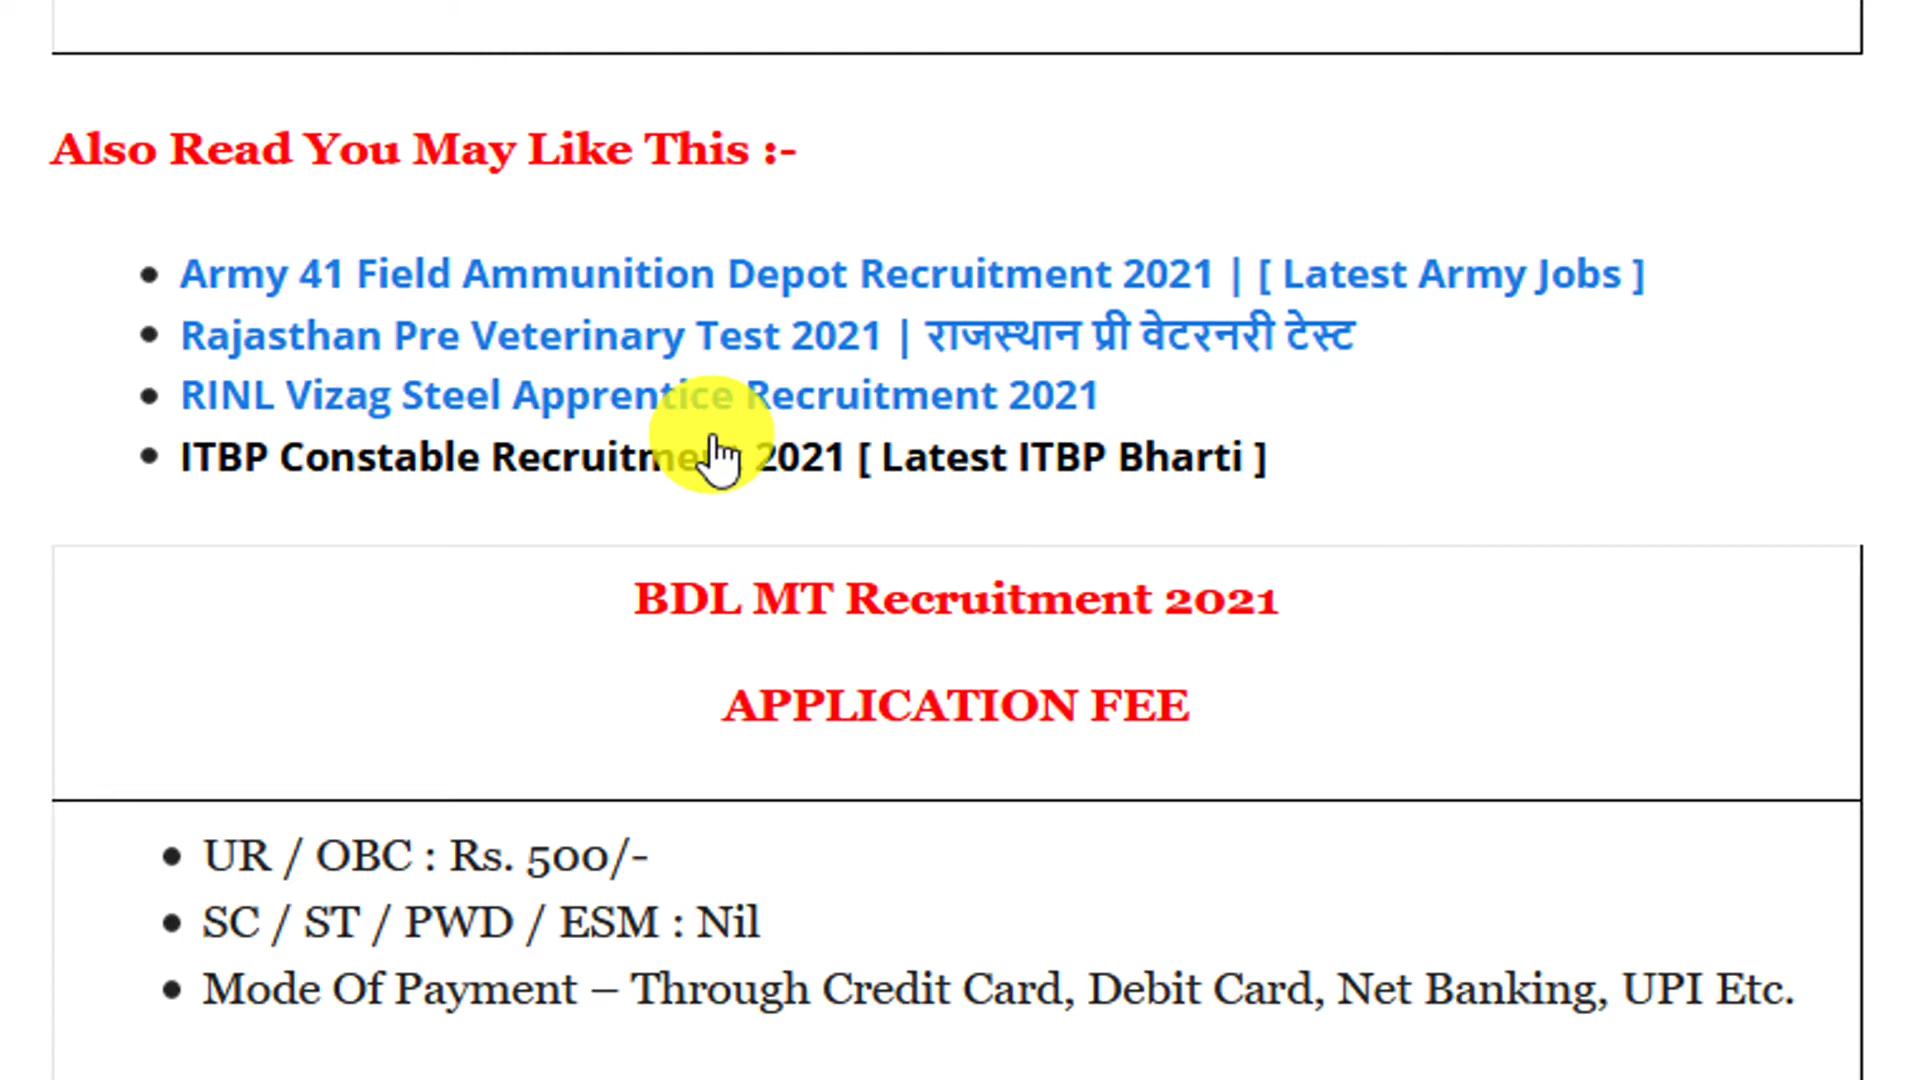 Also Read You May Like This :-
Army 41 Field Ammunition Depot Recruitment 2021 | [ Latest Army Jobs ]
Rajasthan Pre Veterinary Test 2021 | राजस्थान प्री वेटरनरी टेस्ट
RINL Vizag Steel Apprentice Recruitment 2021
ITBP Constable Recruitment 2021 [ Latest ITBP Bharti ]
BDL MT Recruitment 2021
APPLICATION FEE
UR / OBC : Rs. 500/-
SC / ST / PWD / ESM : Nil
Mode Of Payment – Through Credit Card, Debit Card, Net Banking, UPI Etc.